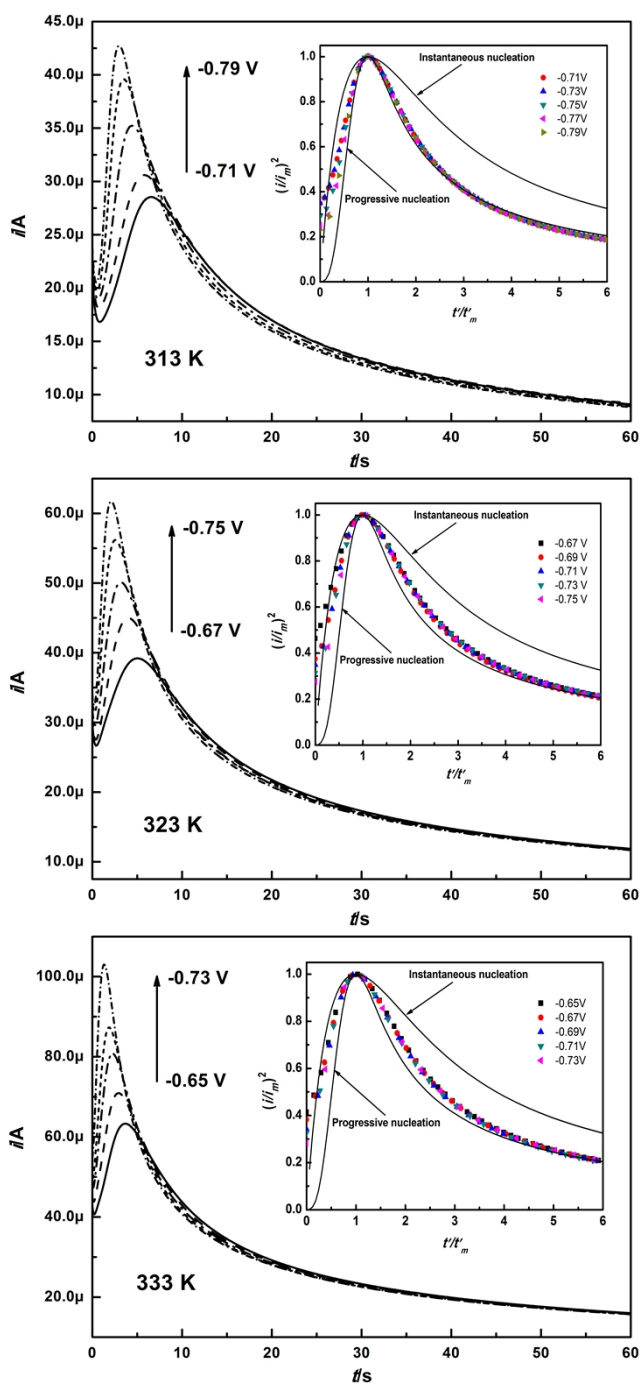 45.0μ
40.0μ
35.0μ
30.0μ
25.0μ
20.0μ
15.0μ
10.0μ
i/A
-0.79 V
-0.71 V
313 K
0 10 20 30 40 50 60
t/s
1.0
0.8
0.6
0.4
0.2
0.0
(i/i_m)^2
Instantaneous nucleation
Progressive nucleation
-0.71V
-0.73V
-0.75V
-0.77V
-0.79V
0 1 2 3 4 5 6
t'/t'_m
60.0μ
50.0μ
40.0μ
30.0μ
20.0μ
10.0μ
i/A
-0.75 V
-0.67 V
323 K
0 10 20 30 40 50 60
t/s
1.0
0.8
0.6
0.4
0.2
0.0
(i/i_m)^2
Instantaneous nucleation
Progressive nucleation
-0.67 V
-0.69 V
-0.71 V
-0.73 V
-0.75 V
0 1 2 3 4 5 6
t'/t'_m
100.0μ
80.0μ
60.0μ
40.0μ
20.0μ
i/A
-0.73 V
-0.65 V
333 K
0 10 20 30 40 50 60
t/s
1.0
0.8
0.6
0.4
0.2
0.0
(i/i_m)^2
Instantaneous nucleation
Progressive nucleation
-0.65V
-0.67V
-0.69V
-0.71V
-0.73V
0 1 2 3 4 5 6
t'/t'_m